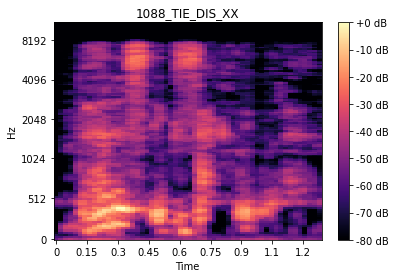 1088_TIE_DIS_XX
+0 dB
8192
-10 dB
4096
-20 dB
-30 dB
2048
Hz
-40 dB
1024
-50 dB
512
-60 dB
-70 dB
0
-80 dB
0 0.15 0.3 0.45 0.6 0.75 0.9 1.1 1.2
Time